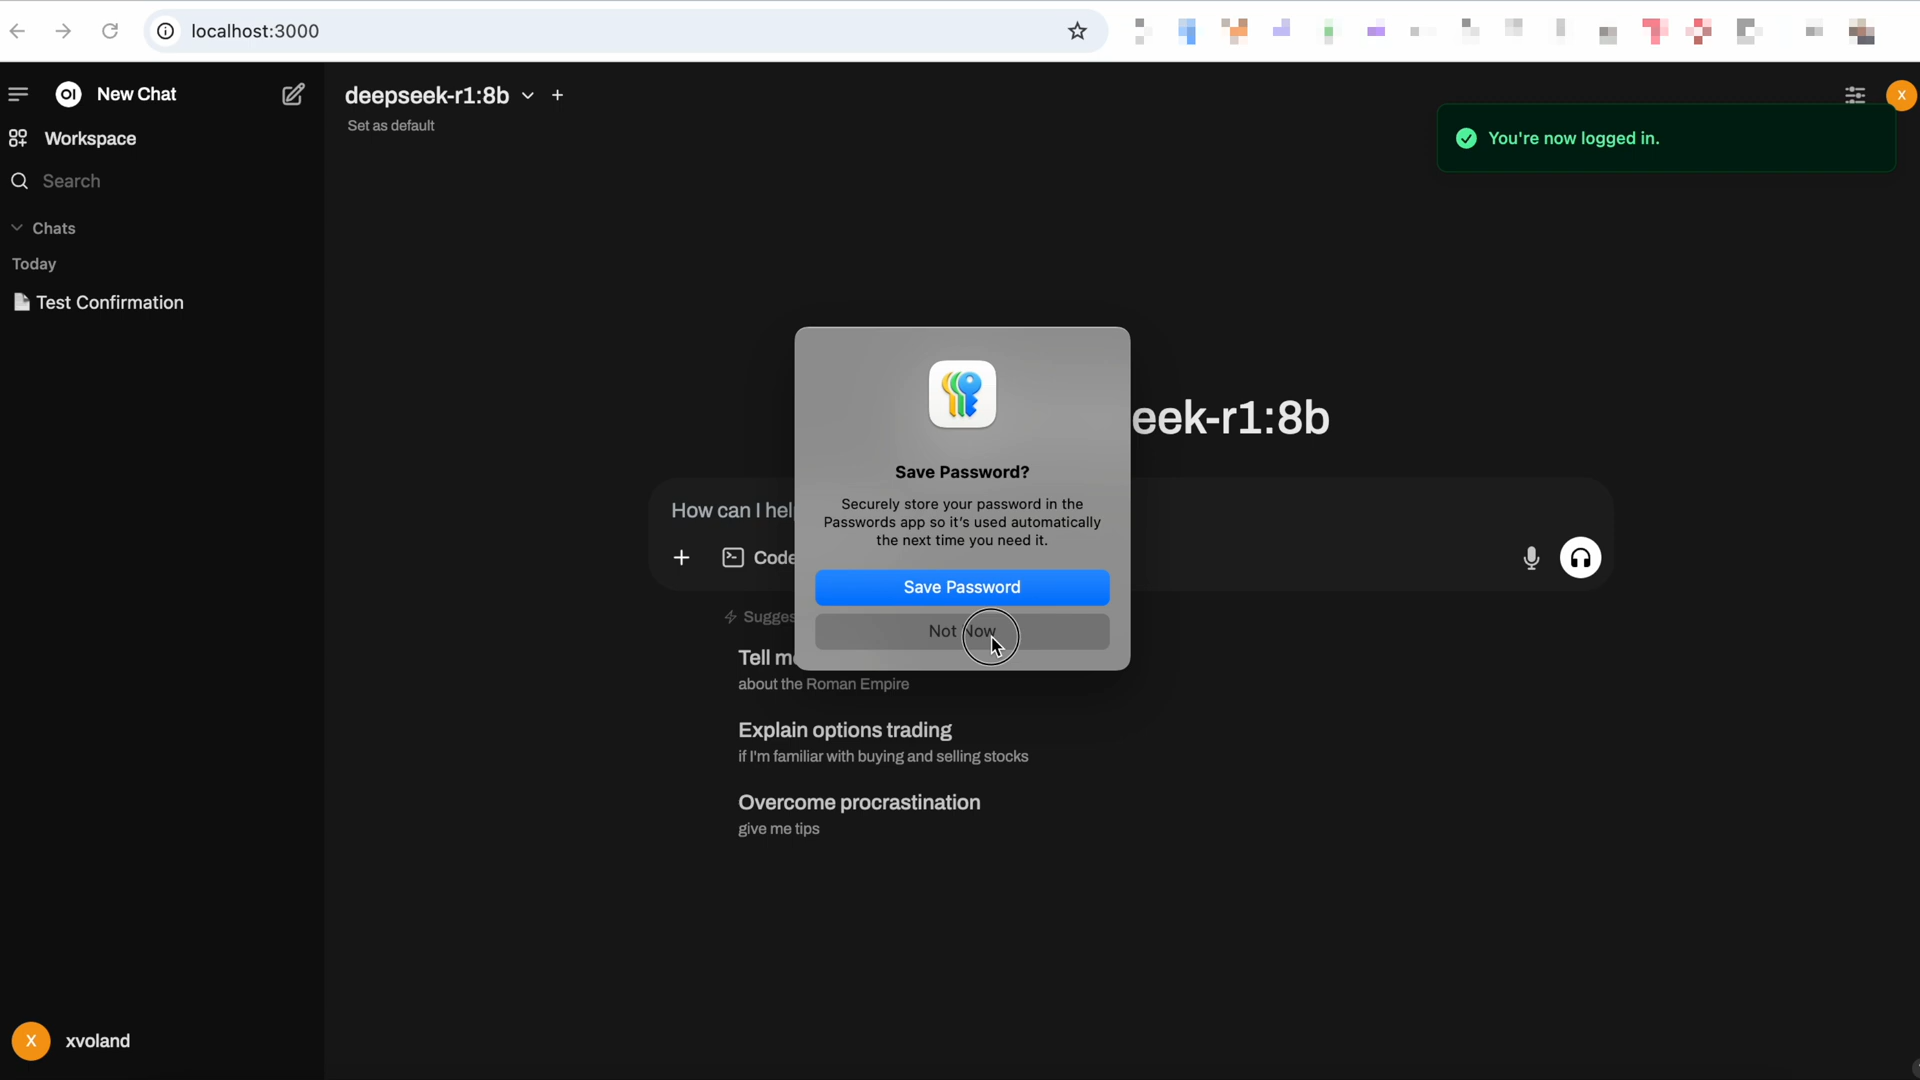 localhost:3000
OI New Chat
Workspace
Search
Chats
Today
Test Confirmation
X xvoland
deepseek-r1:8b
Set as default
X
You're now logged in.
eek-r1:8b
How can I hel
Code
Sugges
Tell m
about the Roman Empire
Explain options trading
if I'm familiar with buying and selling stocks
Overcome procrastination
give me tips
Save Password?
Securely store your password in the
Passwords app so it's used automatically
the next time you need it.
Save Password
Not Now